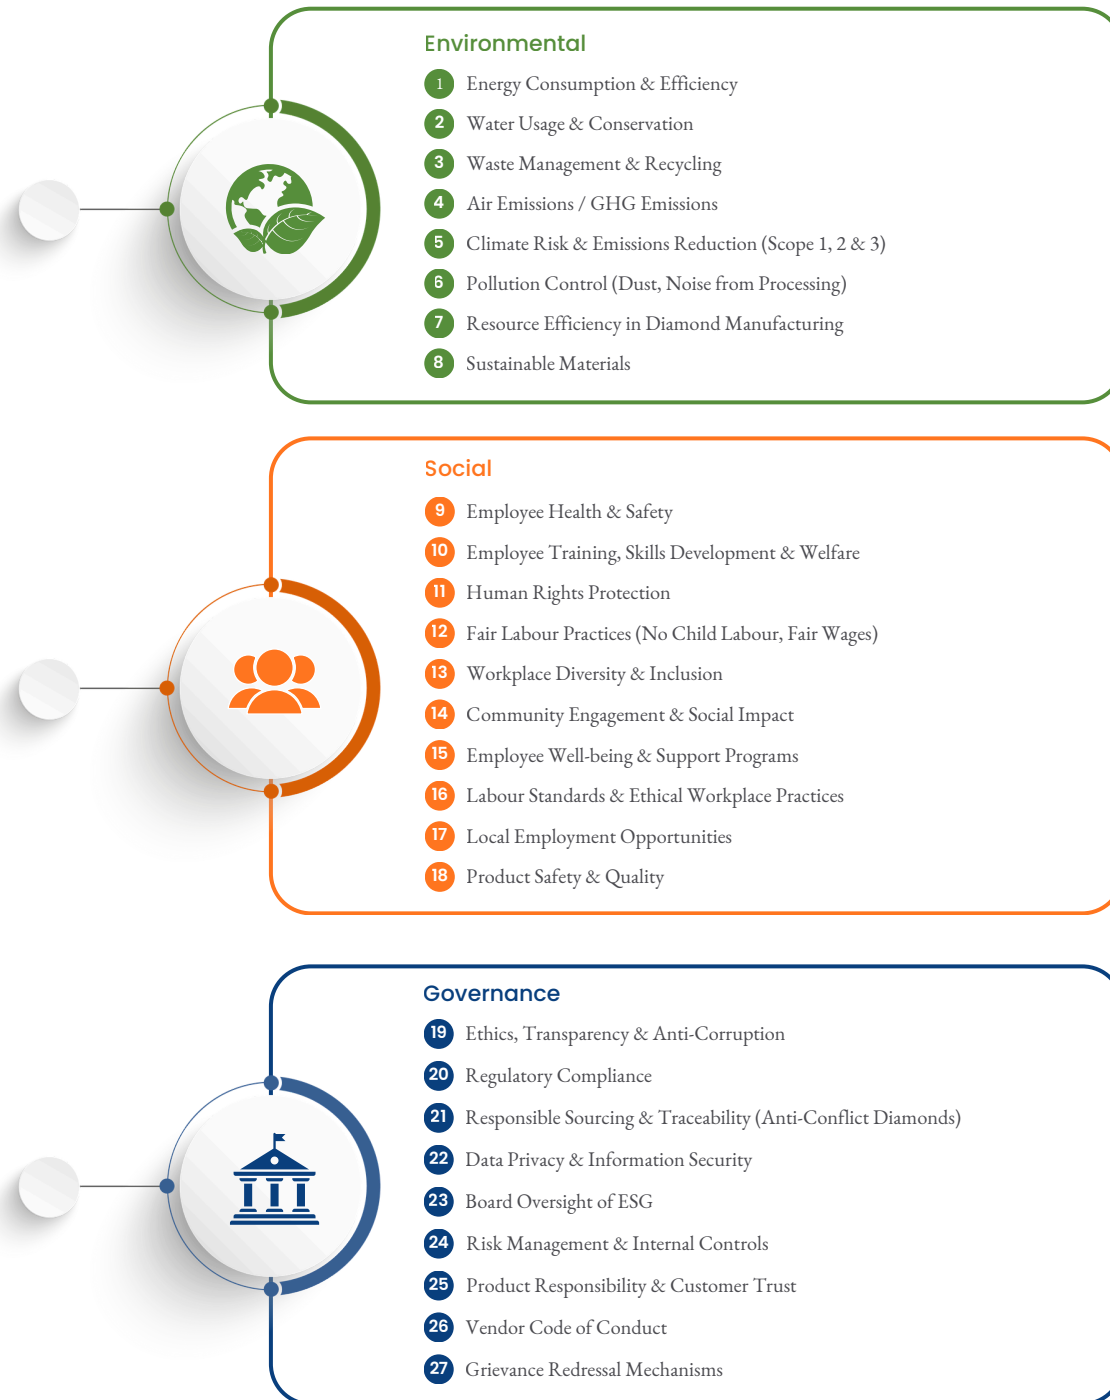 Environmental
1 Energy Consumption & Efficiency
2 Water Usage & Conservation
3 Waste Management & Recycling
4 Air Emissions / GHG Emissions
5 Climate Risk & Emissions Reduction (Scope 1, 2 & 3)
6 Pollution Control (Dust, Noise from Processing)
7 Resource Efficiency in Diamond Manufacturing
8 Sustainable Materials
Social
9 Employee Health & Safety
10 Employee Training, Skills Development & Welfare
11 Human Rights Protection
12 Fair Labour Practices (No Child Labour, Fair Wages)
13 Workplace Diversity & Inclusion
14 Community Engagement & Social Impact
15 Employee Well-being & Support Programs
16 Labour Standards & Ethical Workplace Practices
17 Local Employment Opportunities
18 Product Safety & Quality
Governance
19 Ethics, Transparency & Anti-Corruption
20 Regulatory Compliance
21 Responsible Sourcing & Traceability (Anti-Conflict Diamonds)
22 Data Privacy & Information Security
23 Board Oversight of ESG
24 Risk Management & Internal Controls
25 Product Responsibility & Customer Trust
26 Vendor Code of Conduct
27 Grievance Redressal Mechanisms